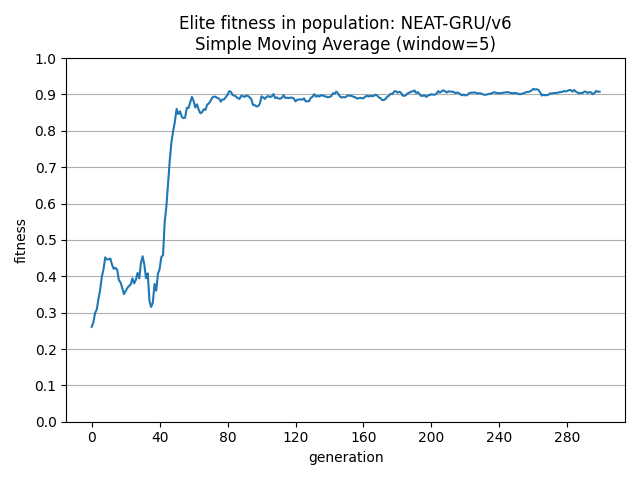 Elite fitness in population: NEAT-GRU/v6
Simple Moving Average (window=5)
1.0
0.9
0.8
0.7
0.6
0.5
0.4
0.3
0.2
0.1
0.0
fitness
0 40 80 120 160 200 240 280
generation